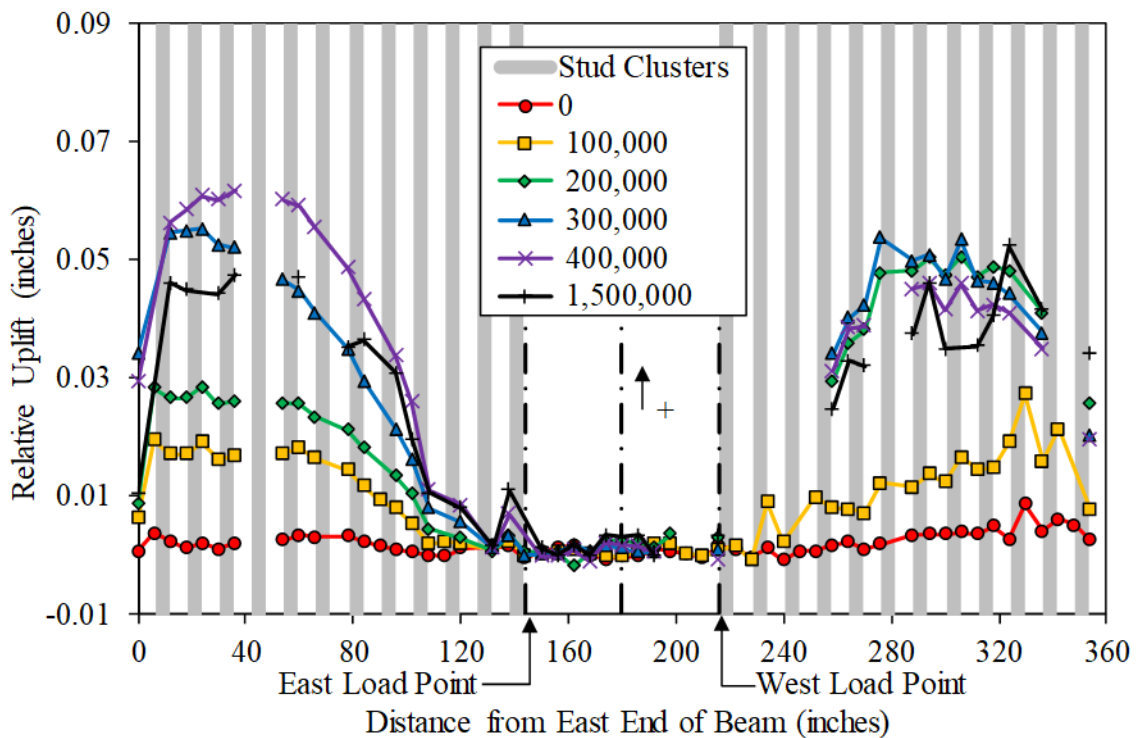 0.09
0.07
0.05
0.03
0.01
-0.01
Relative Uplift (inches)
Stud Clusters
0
100,000
200,000
300,000
400,000
1,500,000
+
0 40 80 120 160 200 240 280 320 360
East Load Point West Load Point
Distance from East End of Beam (inches)